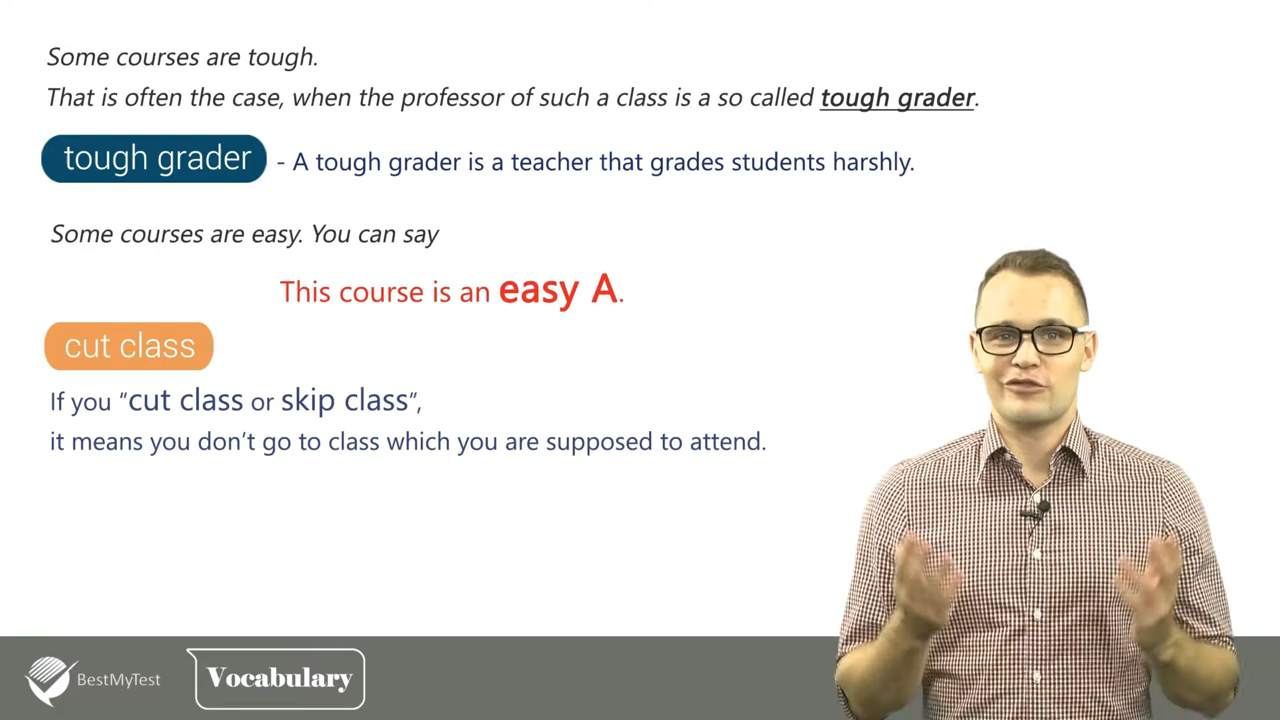 Some courses are tough.
That is often the case, when the professor of such a class is a so called tough grader.
tough grader - A tough grader is a teacher that grades students harshly.
Some courses are easy. You can say
This course is an easy A.
cut class
If you “cut class or skip class”,
it means you don’t go to class which you are supposed to attend.
BestMyTest
Vocabulary